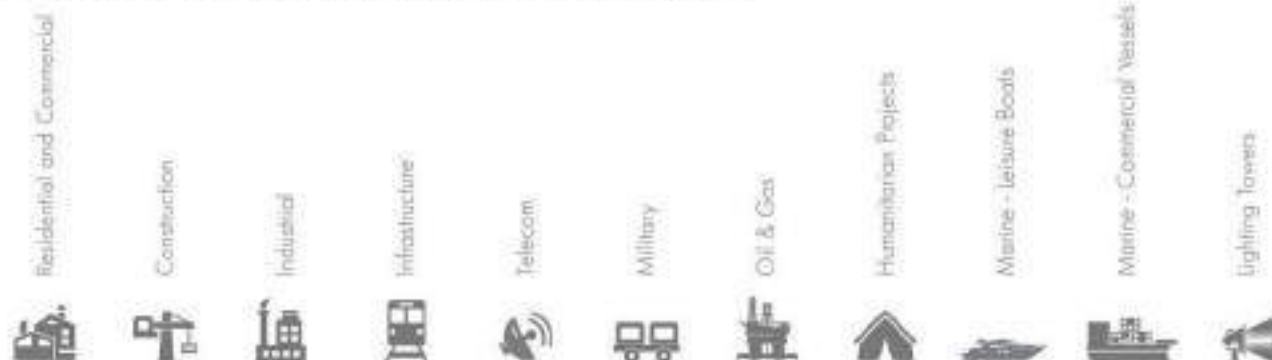 Residential and Commercial
Construction
Industrial
Infrastructure
Telecom
Military
Oil & Gas
Humanitarian Projects
Marine - Leisure Boats
Marine - Commercial Vessels
Lighting Towers